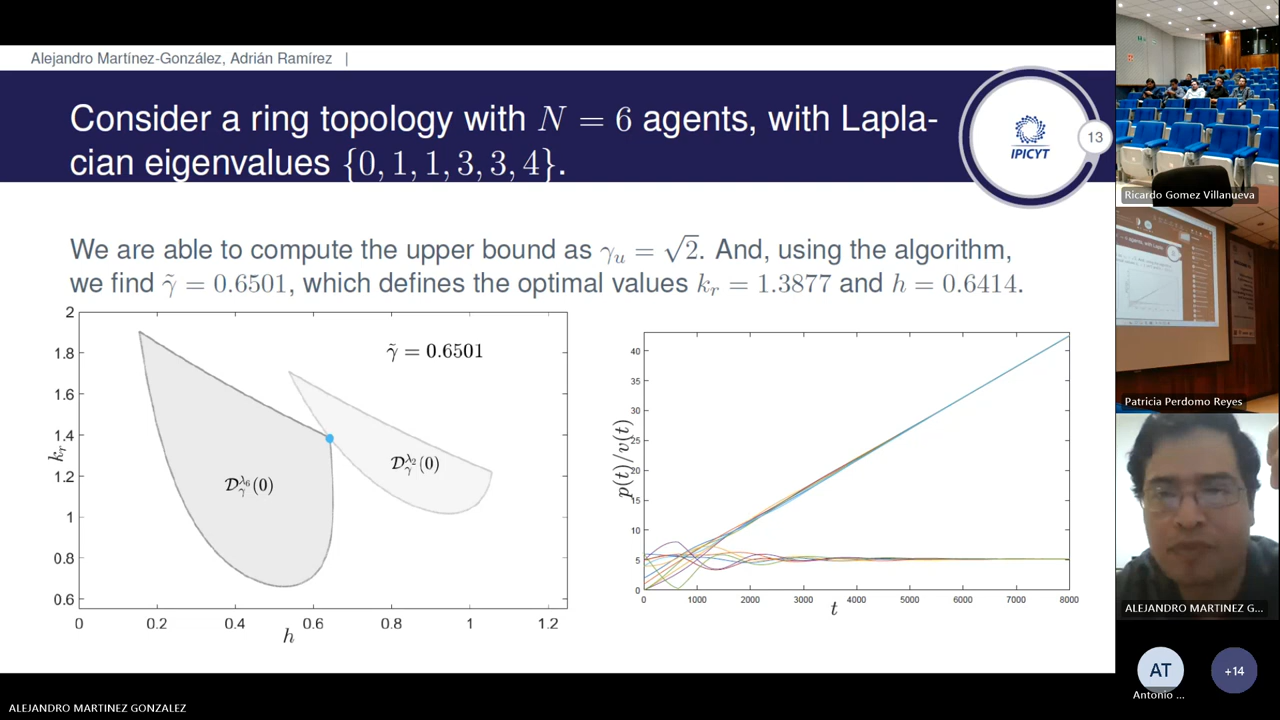 Alejandro Martínez-González, Adrián Ramírez |
Consider a ring topology with N = 6 agents, with Lapla-
cian eigenvalues {0, 1, 1, 3, 3, 4}.
IPICYT
13
We are able to compute the upper bound as γᵤ = √2. And, using the algorithm,
we find γ̃ = 0.6501, which defines the optimal values kᵣ = 1.3877 and h = 0.6414.
2
1.8
1.6
1.4
1.2
1
0.8
0.6
kᵣ
γ̃ = 0.6501
𝒟_γ^{λ₆}(0)
𝒟_γ^{λ₂}(0)
0 0.2 0.4 0.6 0.8 1 1.2
h
40
35
30
25
20
15
10
5
0
p(t)/v(t)
0 1000 2000 3000 4000 5000 6000 7000 8000
t
Ricardo Gomez Villanueva
Patricia Perdomo Reyes
ALEJANDRO MARTINEZ G...
AT
Antonio ...
+14
ALEJANDRO MARTINEZ GONZALEZ